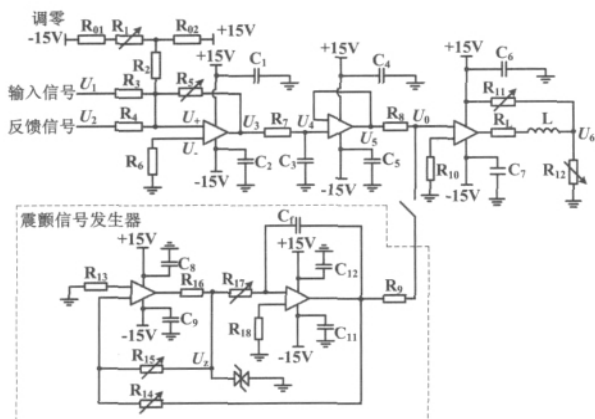 调零
-15V R01 R1 R02 +15V
R2 +15V C1 +15V C4 +15V C6
输入信号 U1 R3 R5 R11
反馈信号 U2 R4 U+ U3 R7 U4 U5 R8 U0 RL L U6
U-
R6 C2 C3 C5 R10 C7 R12
-15V -15V -15V
震颤信号发生器
+15V C8 Cf +15V C12
R13 R16 R17 R9
C9 R18 C11
-15V -15V
R15 Uz
R14